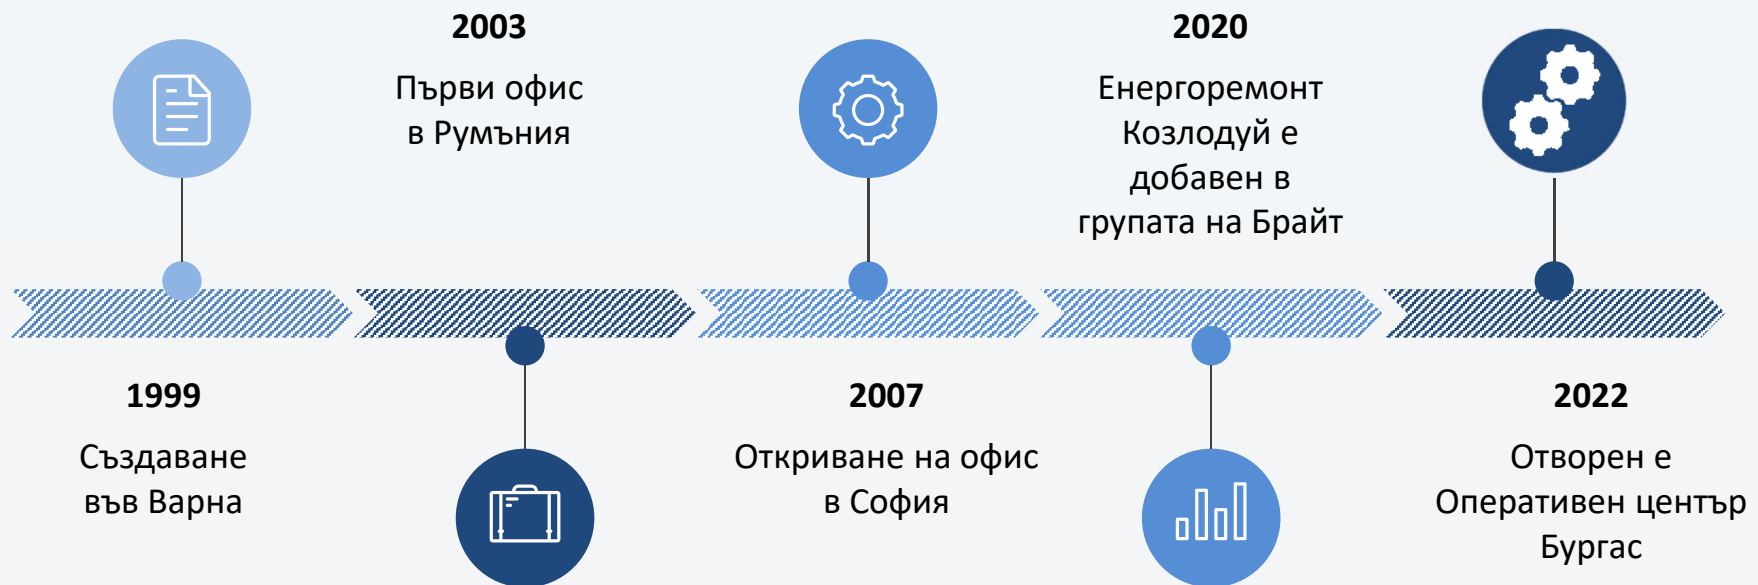 1999
Създаване
във Варна
2003
Първи офис
в Румъния
2007
Откриване на офис
в София
2020
Енергоремонт
Козлодуй е
добавен в
групата на Брайт
2022
Отворен е
Оперативен център
Бургас